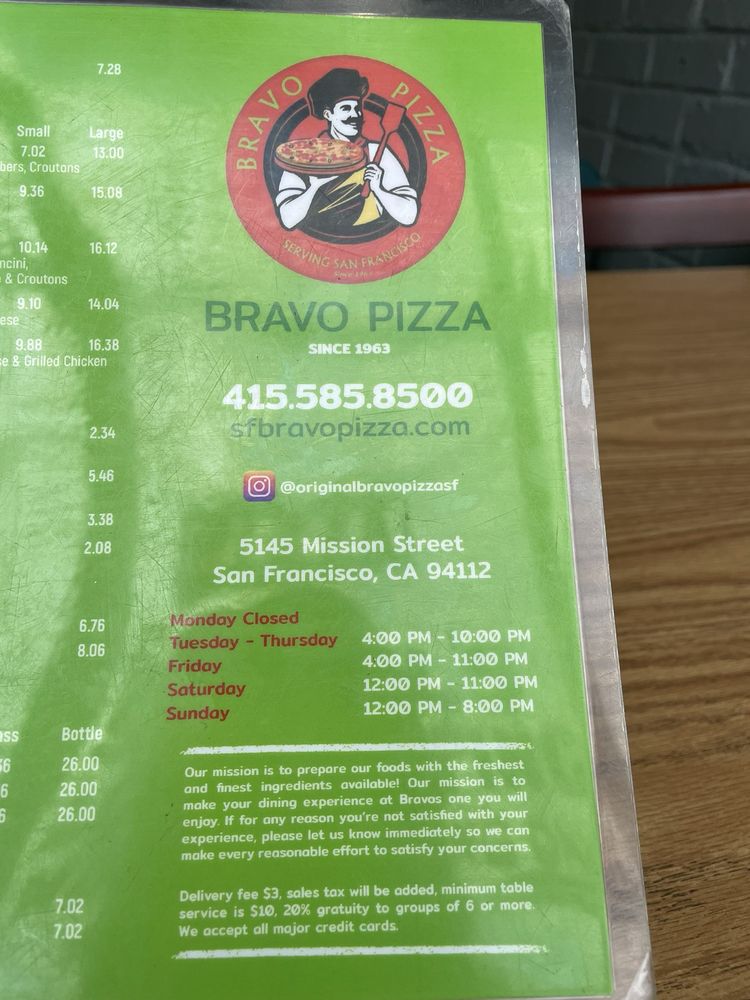 7.28
Small Large
7.02 13.00
bers, Croutons
9.36 15.08
10.14 16.12
ncini,
& Croutons
9.10 14.04
ese
9.88 16.38
se & Grilled Chicken
2.34
5.46
3.38
2.08
6.76
8.06
ss Bottle
36 26.00
6 26.00
6 26.00
7.02
7.02
BRAVO PIZZA
SERVING SAN FRANCISCO
Since 1963
BRAVO PIZZA
SINCE 1963
415.585.8500
sfbravopizza.com
@originalbravopizzasf
5145 Mission Street
San Francisco, CA 94112
Monday Closed
Tuesday - Thursday 4:00 PM - 10:00 PM
Friday 4:00 PM - 11:00 PM
Saturday 12:00 PM - 11:00 PM
Sunday 12:00 PM - 8:00 PM
Our mission is to prepare our foods with the freshest
and finest ingredients available! Our mission is to
make your dining experience at Bravos one you will
enjoy. If for any reason you're not satisfied with your
experience, please let us know immediately so we can
make every reasonable effort to satisfy your concerns.
Delivery fee $3, sales tax will be added, minimum table
service is $10, 20% gratuity to groups of 6 or more.
We accept all major credit cards.